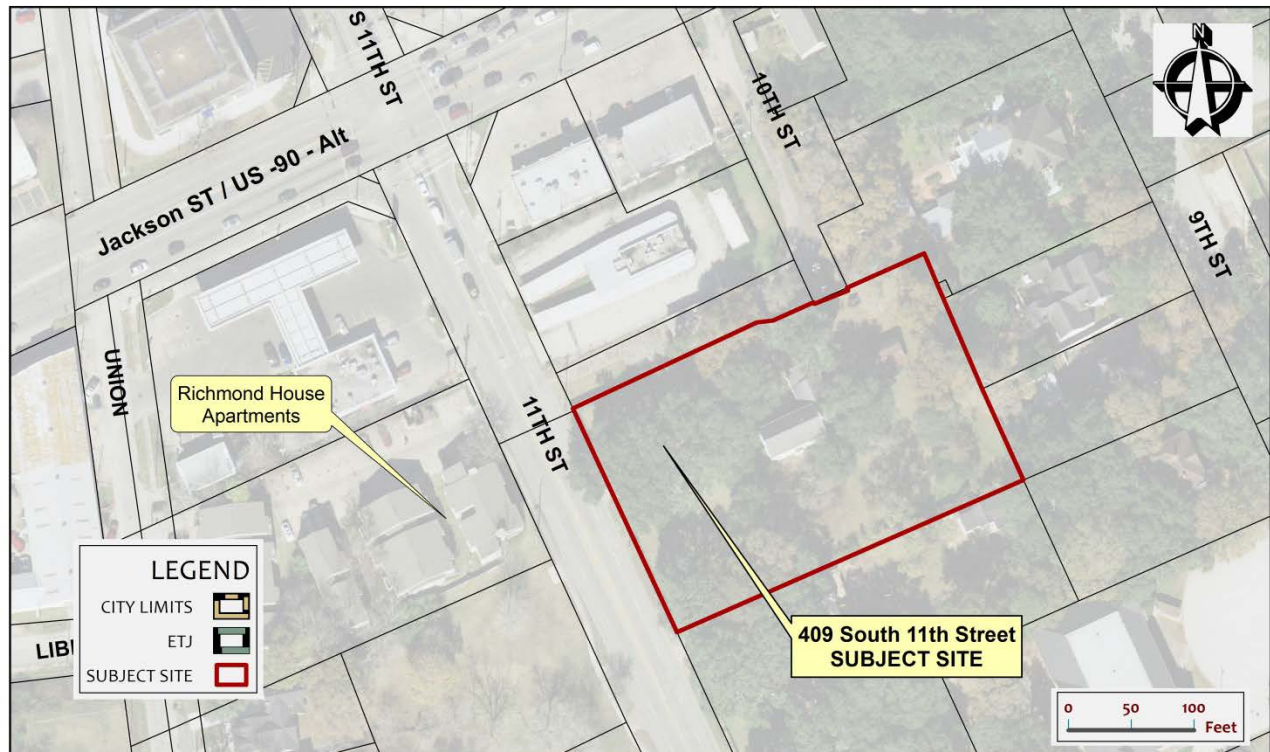 S 11TH ST
N
10TH ST
Jackson ST / US -90 - Alt
9TH ST
UNION
Richmond House
Apartments
11TH ST
LEGEND
CITY LIMITS
ETJ
SUBJECT SITE
LIB
409 South 11th Street
SUBJECT SITE
0 50 100
Feet